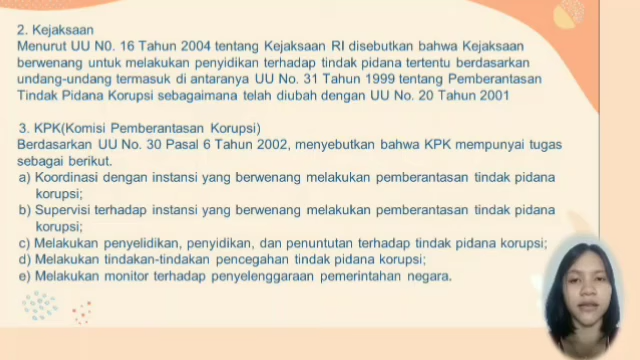 2. Kejaksaan
Menurut UU N0. 16 Tahun 2004 tentang Kejaksaan RI disebutkan bahwa Kejaksaan
berwenang untuk melakukan penyidikan terhadap tindak pidana tertentu berdasarkan
undang-undang termasuk di antaranya UU No. 31 Tahun 1999 tentang Pemberantasan
Tindak Pidana Korupsi sebagaimana telah diubah dengan UU No. 20 Tahun 2001
3. KPK(Komisi Pemberantasan Korupsi)
Berdasarkan UU No. 30 Pasal 6 Tahun 2002, menyebutkan bahwa KPK mempunyai tugas
sebagai berikut.
a) Koordinasi dengan instansi yang berwenang melakukan pemberantasan tindak pidana
korupsi;
b) Supervisi terhadap instansi yang berwenang melakukan pemberantasan tindak pidana
korupsi;
c) Melakukan penyelidikan, penyidikan, dan penuntutan terhadap tindak pidana korupsi;
d) Melakukan tindakan-tindakan pencegahan tindak pidana korupsi;
e) Melakukan monitor terhadap penyelenggaraan pemerintahan negara.